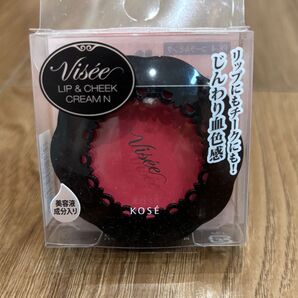 Visée
LIP & CHEEK
CREAM N
リップにもチークにも!
じんわり血色感
Visée
KOSÉ
美容液
成分入り